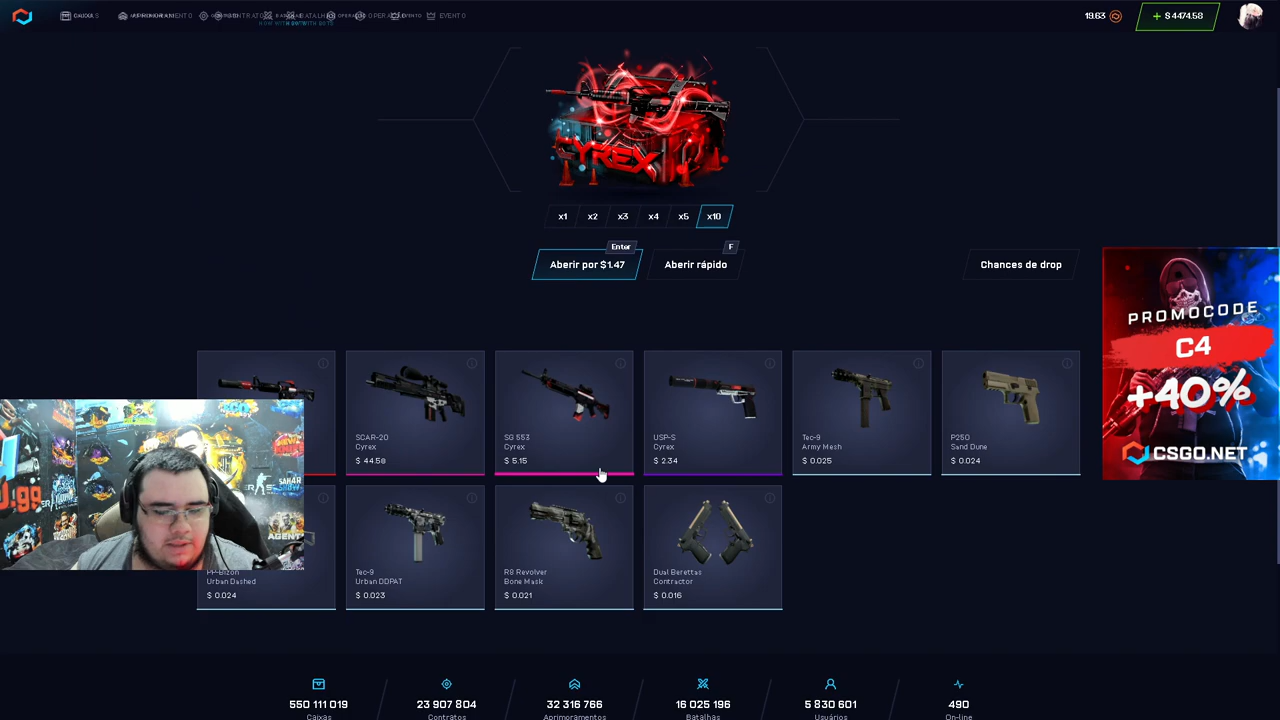 EVENTO
19.63
+ $ 4474.58
CYREX
x1 x2 x3 x4 x5 x10
Enter
F
Aberir por $1.47
Aberir rápido
Chances de drop
PROMOCODE
C4
+40%
CSGO.NET
SCAR-20
Cyrex
$ 44.58
SG 553
Cyrex
$ 5.15
USP-S
Cyrex
$ 2.34
Tec-9
Army Mesh
$ 0.025
P250
Sand Dune
$ 0.024
PP-Bizon
Urban Dashed
$ 0.024
Tec-9
Urban DDPAT
$ 0.023
R8 Revolver
Bone Mask
$ 0.021
Dual Berettas
Contractor
$ 0.016
550 111 019
Caixas
23 907 804
Contratos
32 316 766
Aprimoramentos
16 025 196
Batalhas
5 830 601
Usuários
490
On-line